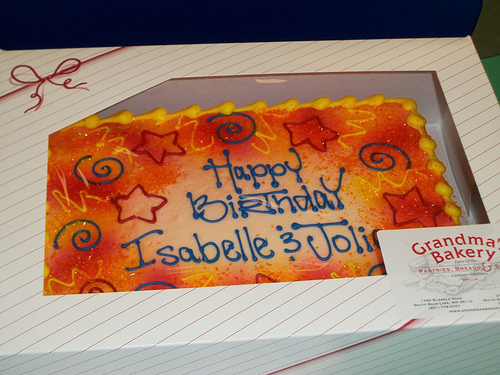 Happy
Birthday
Isabelle & Joli
Grandma
Bakery
Pastries, Breads &